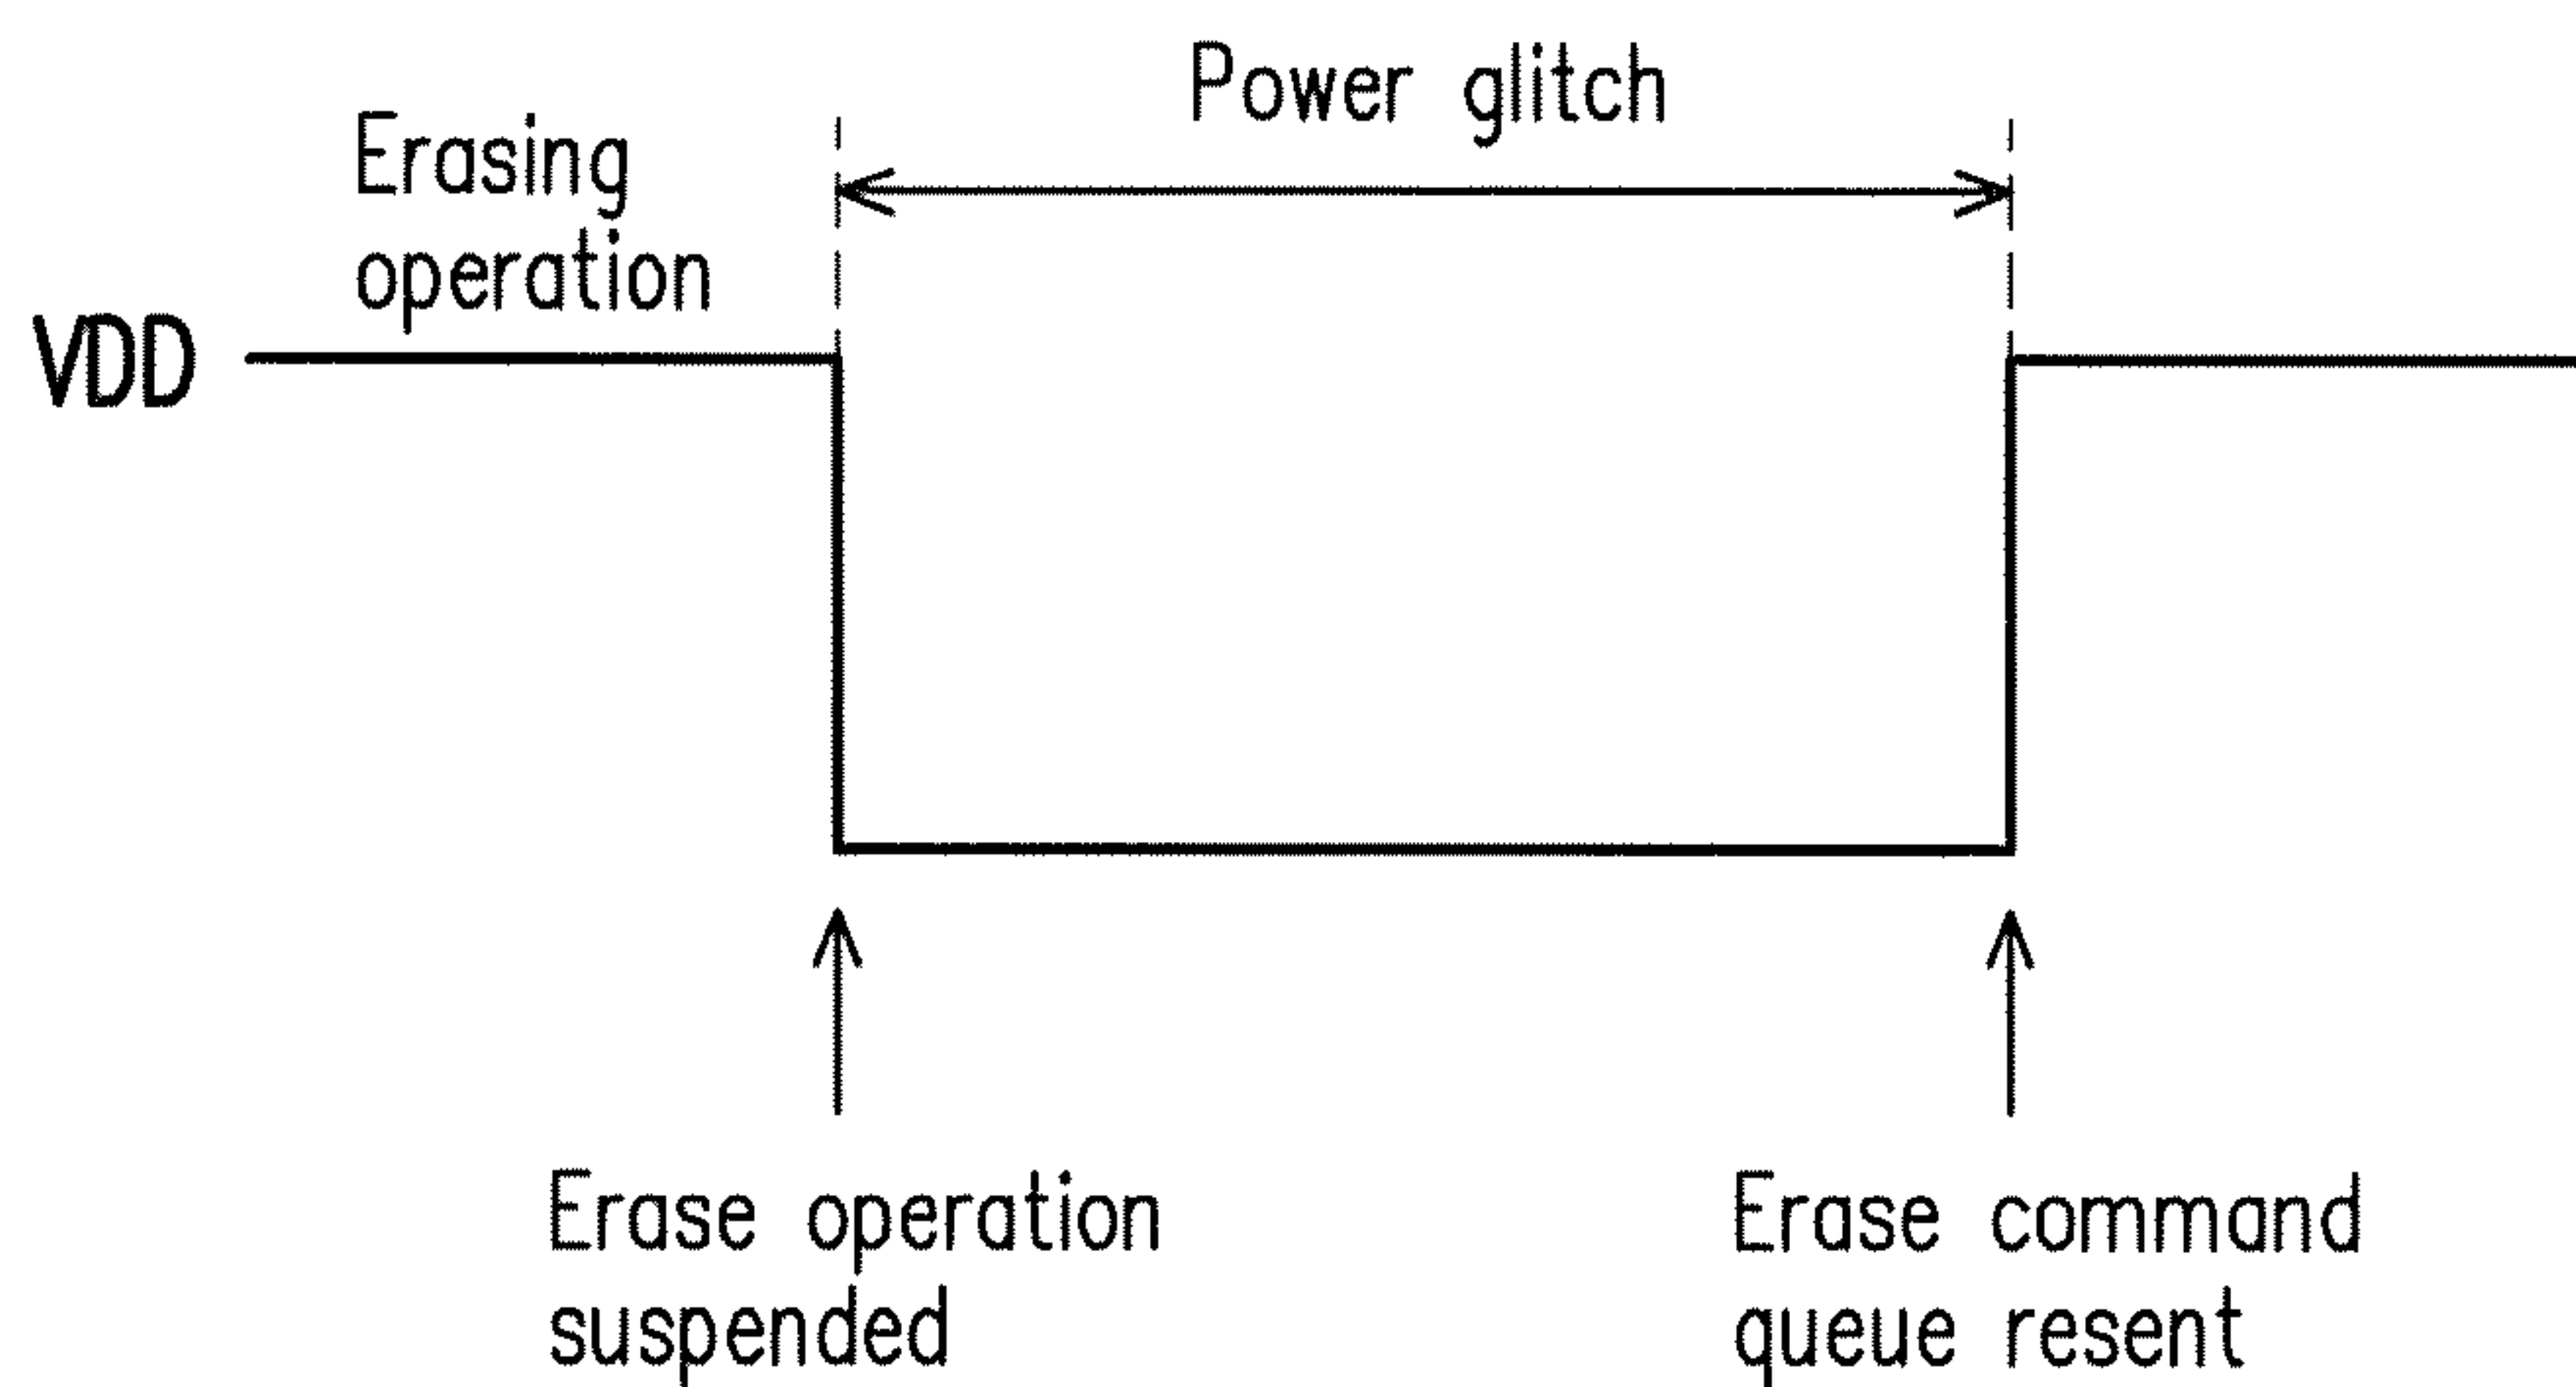 Power glitch
Erasing
operation
VDD
Erase operation
suspended
Erase command
queue resent